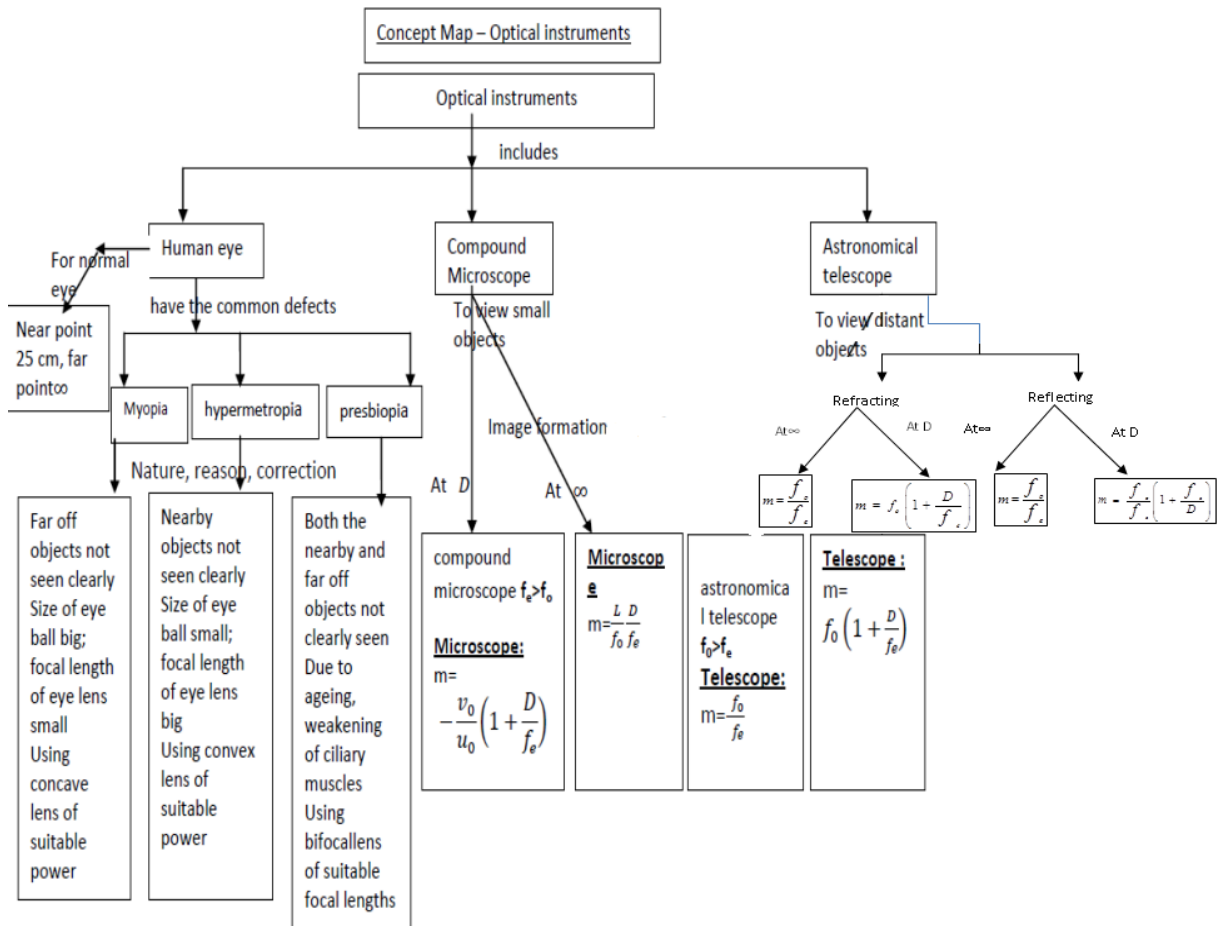 Concept Map – Optical instruments
Optical instruments
includes
Human eye
For normal
eye
Near point
25 cm, far
point∞
have the common defects
Myopia
hypermetropia
presbiopia
Nature, reason, correction
Far off
objects not
seen clearly
Size of eye
ball big;
focal length
of eye lens
small
Using
concave
lens of
suitable
power
Nearby
objects not
seen clearly
Size of eye
ball small;
focal length
of eye lens
big
Using convex
lens of
suitable
power
Both the
nearby and
far off
objects not
clearly seen
Due to
ageing,
weakening
of ciliary
muscles
Using
bifocallens
of suitable
focal lengths
Compound
Microscope
To view small
objects
Image formation
At D
At ∞
compound
microscope fe>fo
Microscope:
m=
-v0/u0(1+D/fe)
Microscop
e
m=L/f0 D/fe
astronomica
l telescope
f0>fe
Telescope:
m=f0/fe
Telescope :
m=
f0(1+D/fe)
Astronomical
telescope
To view distant
objects
Refracting
At∞
At D
Reflecting
At∞
At D